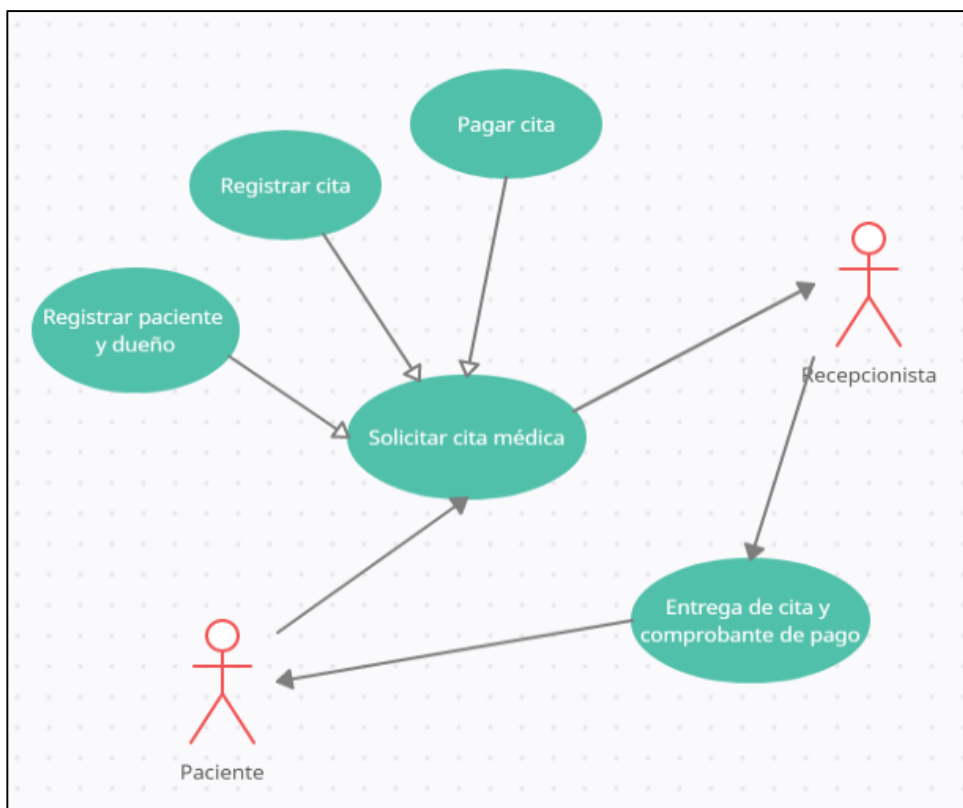 Pagar cita
Registrar cita
Registrar paciente
y dueño
Recepcionista
Solicitar cita médica
Entrega de cita y
comprobante de pago
Paciente